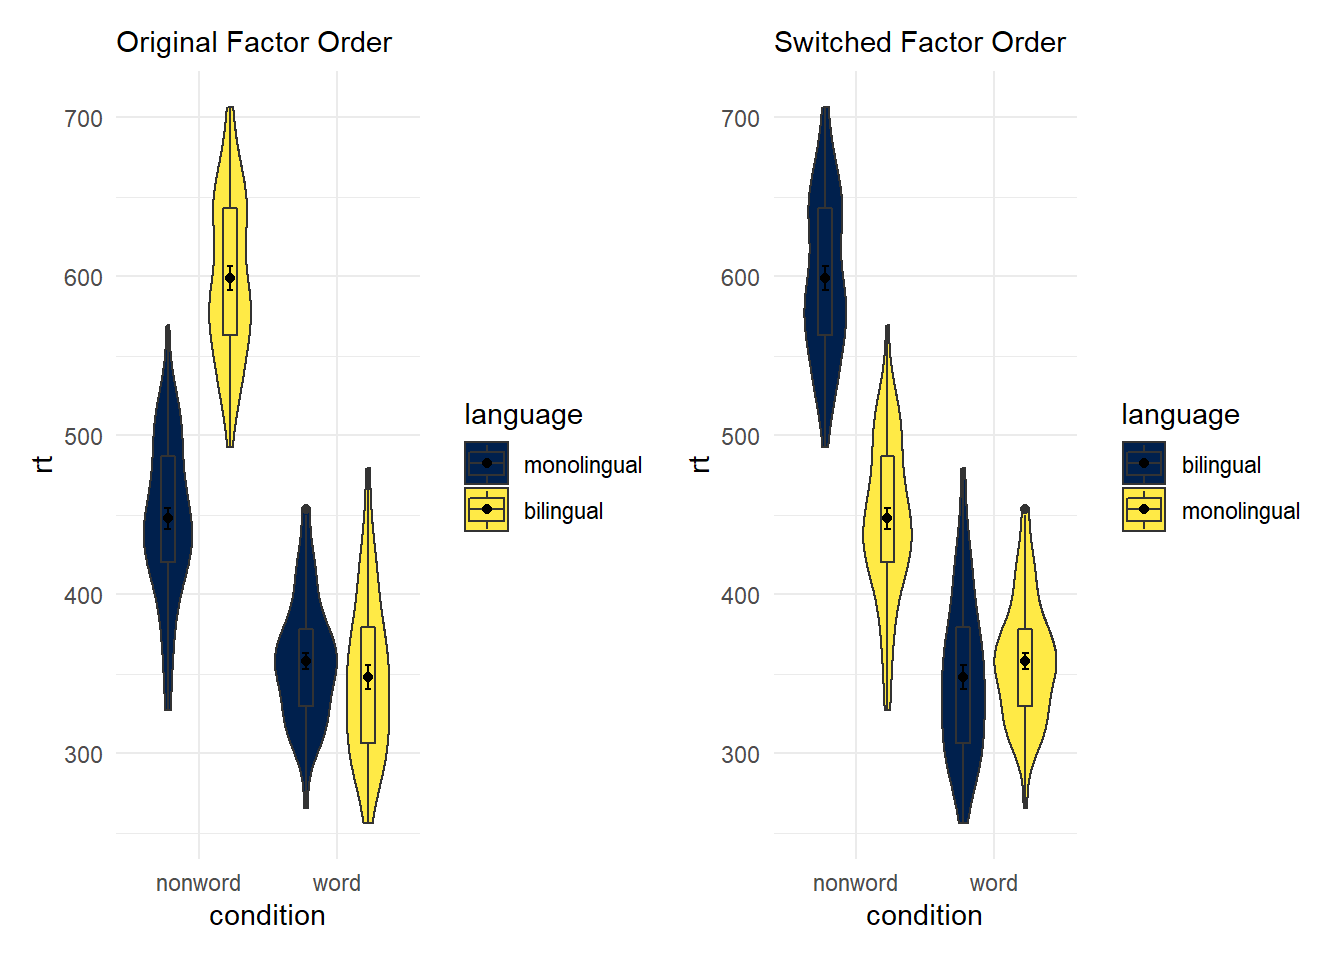 Original Factor Order
700
600
500
400
300
rt
nonword
word
condition
language
monolingual
bilingual
Switched Factor Order
700
600
500
400
300
rt
nonword
word
condition
language
bilingual
monolingual